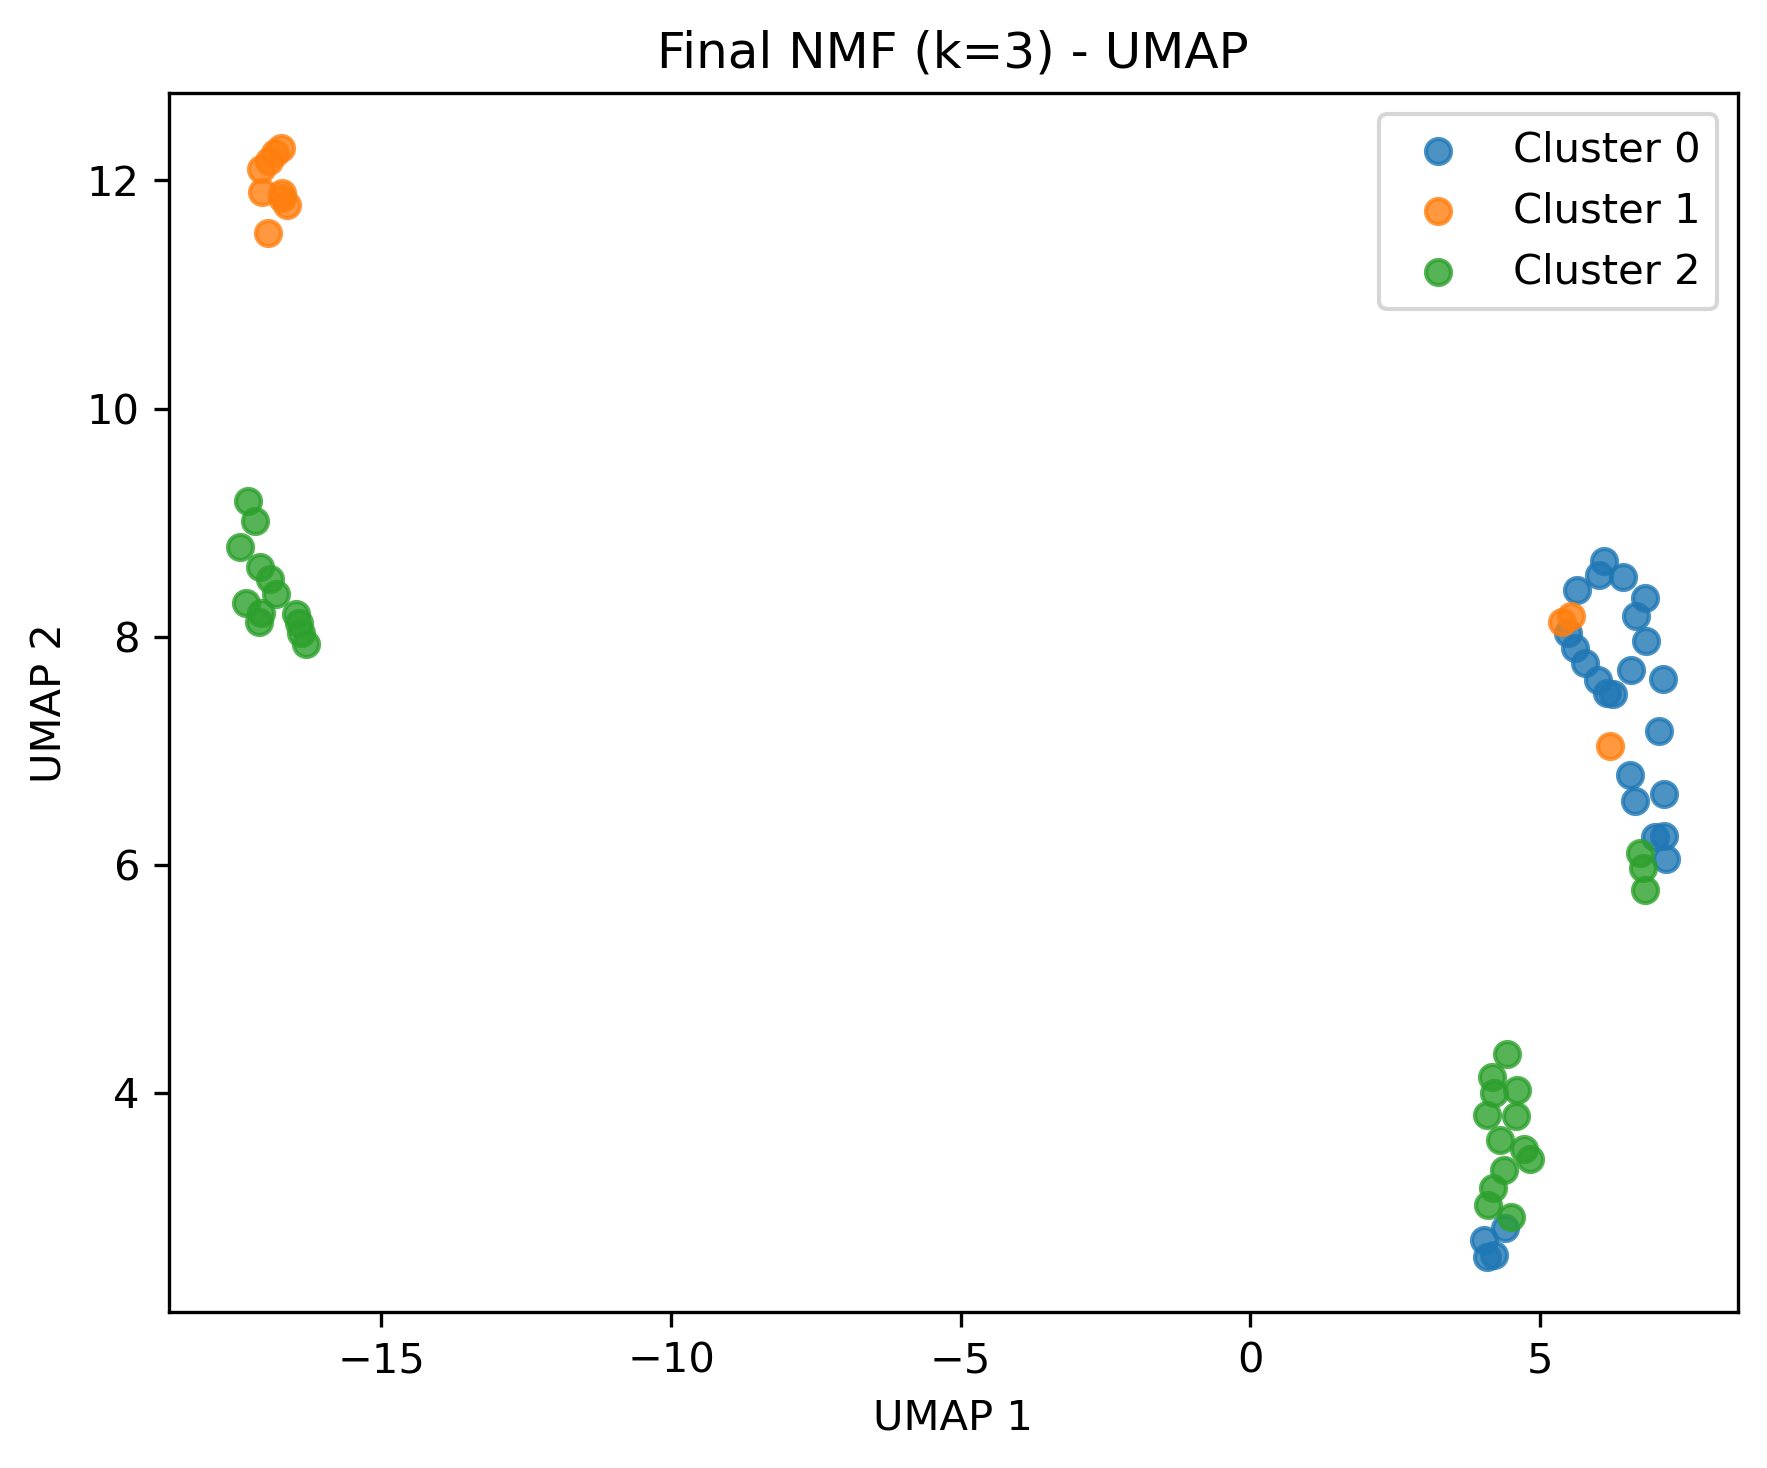 Final NMF (k=3) - UMAP
Cluster 0
Cluster 1
Cluster 2
12
10
8
6
4
UMAP 2
−15
−10
−5
0
5
UMAP 1